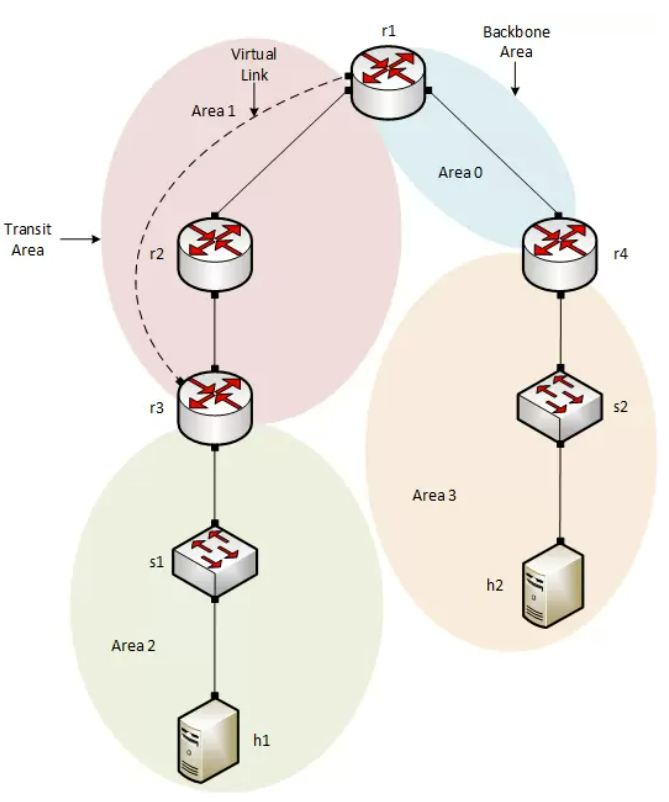 r1
Backbone
Area
Virtual
Link
Area 1
Area 0
Transit
Area
r2
r4
r3
s2
Area 3
s1
h2
Area 2
h1